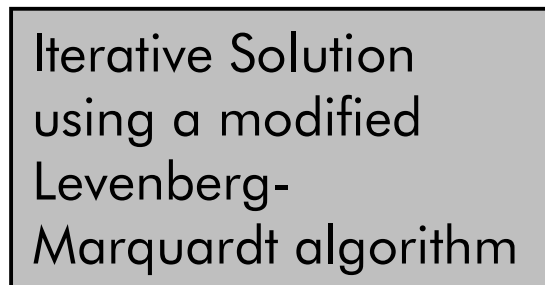 Iterative Solution
using a modified
Levenberg-
Marquardt algorithm